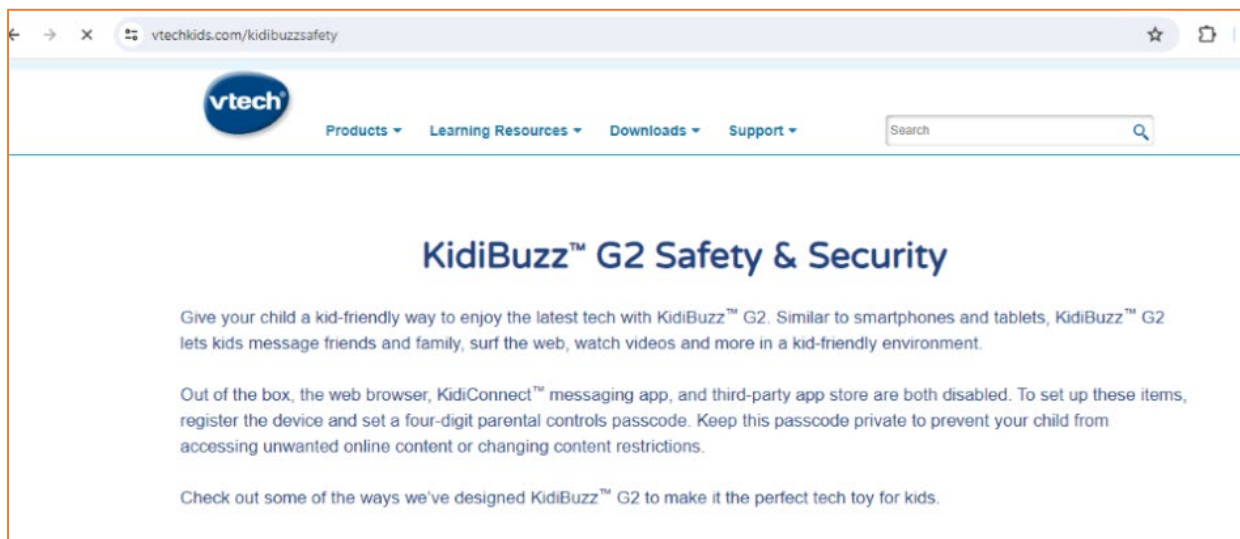 vtechkids.com/kidibuzzsafety
vtech®
Products Learning Resources Downloads Support Search
KidiBuzz™ G2 Safety & Security
Give your child a kid-friendly way to enjoy the latest tech with KidiBuzz™ G2. Similar to smartphones and tablets, KidiBuzz™ G2
lets kids message friends and family, surf the web, watch videos and more in a kid-friendly environment.
Out of the box, the web browser, KidiConnect™ messaging app, and third-party app store are both disabled. To set up these items,
register the device and set a four-digit parental controls passcode. Keep this passcode private to prevent your child from
accessing unwanted online content or changing content restrictions.
Check out some of the ways we've designed KidiBuzz™ G2 to make it the perfect tech toy for kids.